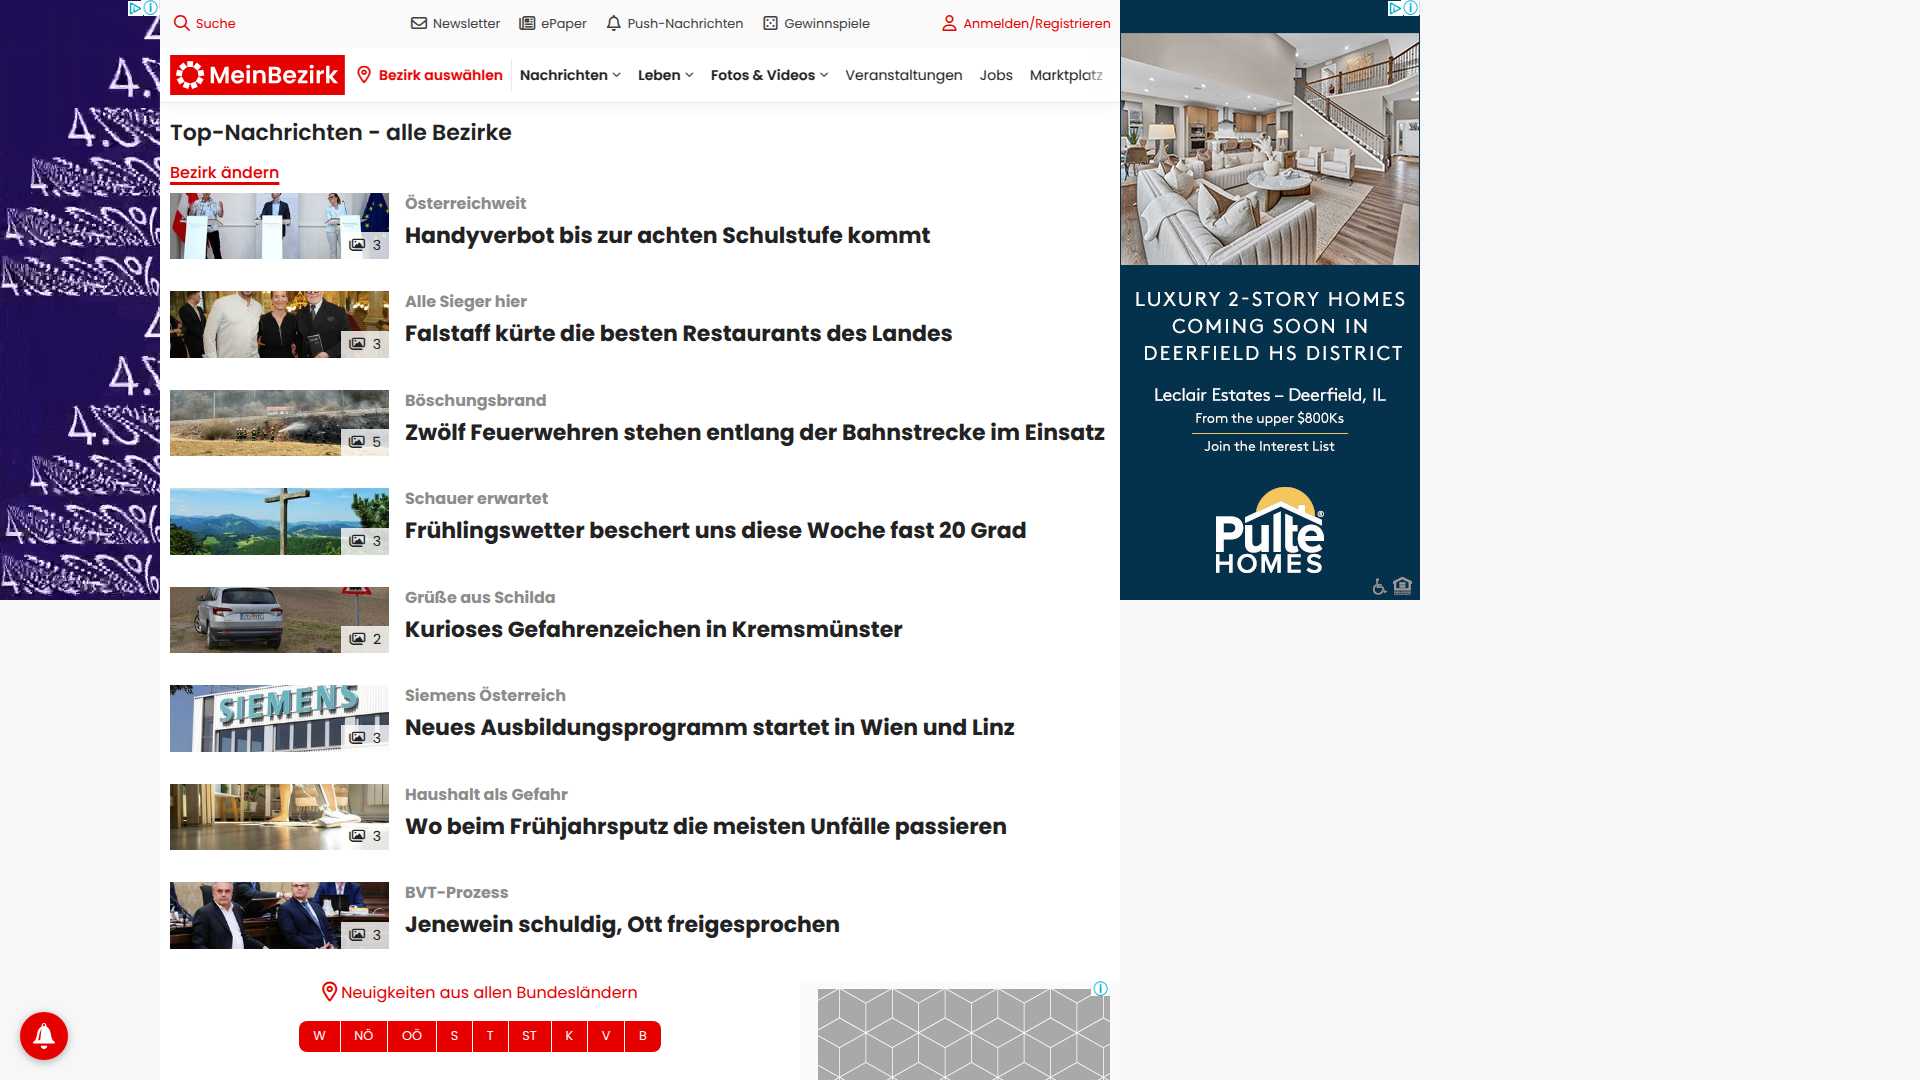 Suche
Newsletter
ePaper
Push-Nachrichten
Gewinnspiele
Anmelden/Registrieren
MeinBezirk
Bezirk auswählen
Nachrichten
Leben
Fotos & Videos
Veranstaltungen
Jobs
Marktplatz
Top-Nachrichten - alle Bezirke
Bezirk ändern
3
Österreichweit
Handyverbot bis zur achten Schulstufe kommt
3
Alle Sieger hier
Falstaff kürte die besten Restaurants des Landes
5
Böschungsbrand
Zwölf Feuerwehren stehen entlang der Bahnstrecke im Einsatz
3
Schauer erwartet
Frühlingswetter beschert uns diese Woche fast 20 Grad
2
Grüße aus Schilda
Kurioses Gefahrenzeichen in Kremsmünster
SIEMENS
3
Siemens Österreich
Neues Ausbildungsprogramm startet in Wien und Linz
3
Haushalt als Gefahr
Wo beim Frühjahrsputz die meisten Unfälle passieren
3
BVT-Prozess
Jenewein schuldig, Ott freigesprochen
Neuigkeiten aus allen Bundesländern
W NÖ OÖ S T ST K V B
LUXURY 2-STORY HOMES
COMING SOON IN
DEERFIELD HS DISTRICT
Leclair Estates – Deerfield, IL
From the upper $800Ks
Join the Interest List
Pulte®
HOMES